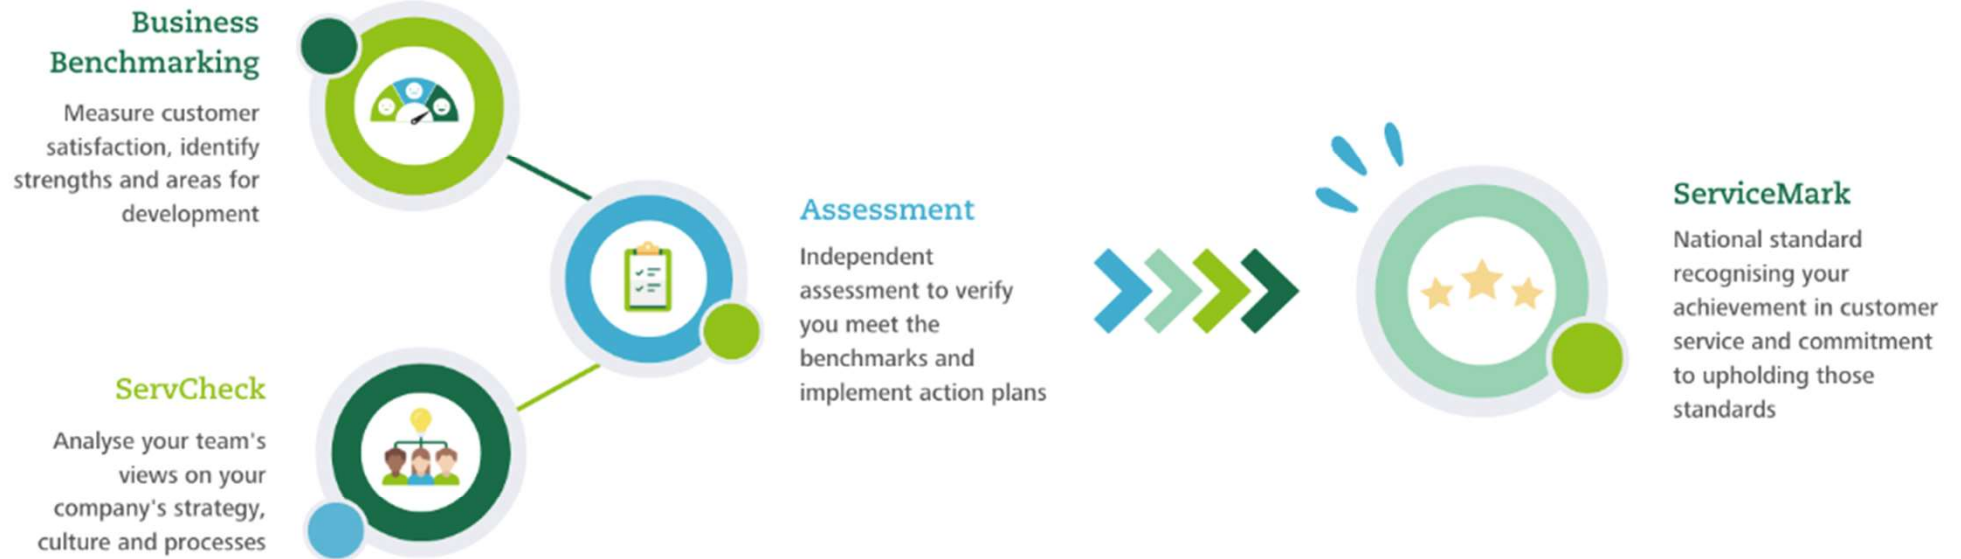 Business
Benchmarking
Measure customer
satisfaction, identify
strengths and areas for
development
ServCheck
Analyse your team's
views on your
company's strategy,
culture and processes
Assessment
Independent
assessment to verify
you meet the
benchmarks and
implement action plans
ServiceMark
National standard
recognising your
achievement in customer
service and commitment
to upholding those
standards